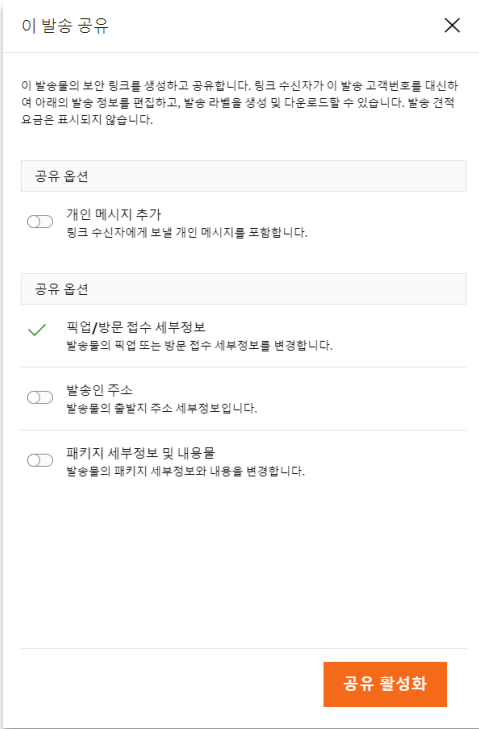 이 발송 공유
이 발송물의 보안 링크를 생성하고 공유합니다. 링크 수신자가 이 발송 고객번호를 대신하
여 아래의 발송 정보를 편집하고, 발송 라벨을 생성 및 다운로드할 수 있습니다. 발송 견적
요금은 표시되지 않습니다.
공유 옵션
개인 메시지 추가
링크 수신자에게 보낼 개인 메시지를 포함합니다.
공유 옵션
픽업/방문 접수 세부정보
발송물의 픽업 또는 방문 접수 세부정보를 변경합니다.
발송인 주소
발송물의 출발지 주소 세부정보입니다.
패키지 세부정보 및 내용물
발송물의 패키지 세부정보와 내용을 변경합니다.
공유 활성화